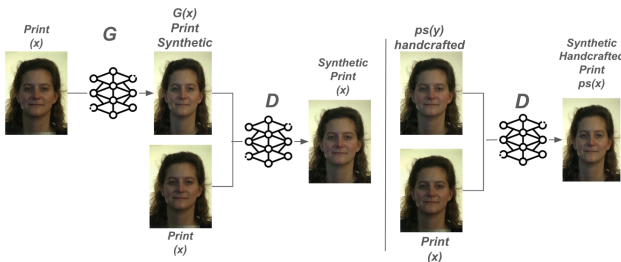 Print
(x)
G
G(x)
Print
Synthetic
Print
(x)
D
Synthetic
Print
(x)
ps(y)
handcrafted
Print
(x)
D
Synthetic
Handcrafted
Print
ps(x)